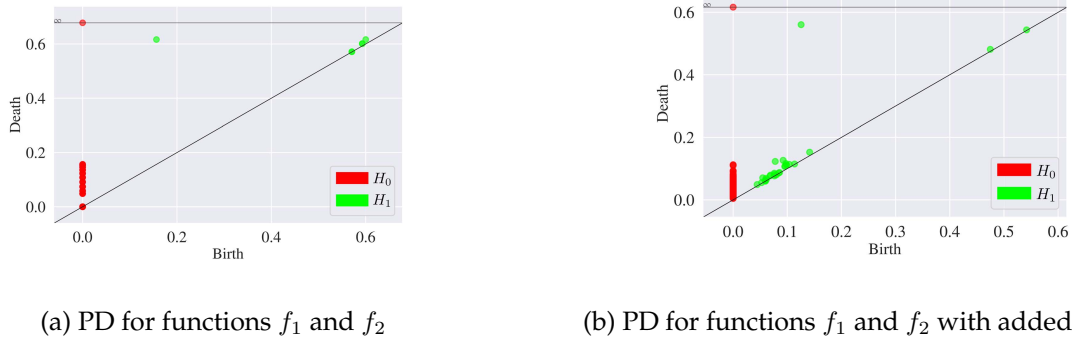 ∞
0.6
0.4
0.2
0.0
Death
0.0 0.2 0.4 0.6
Birth
H₀
H₁
(a) PD for functions f₁ and f₂
∞
0.6
0.4
0.2
0.0
Death
0.0 0.1 0.2 0.3 0.4 0.5 0.6
Birth
H₀
H₁
(b) PD for functions f₁ and f₂ with added